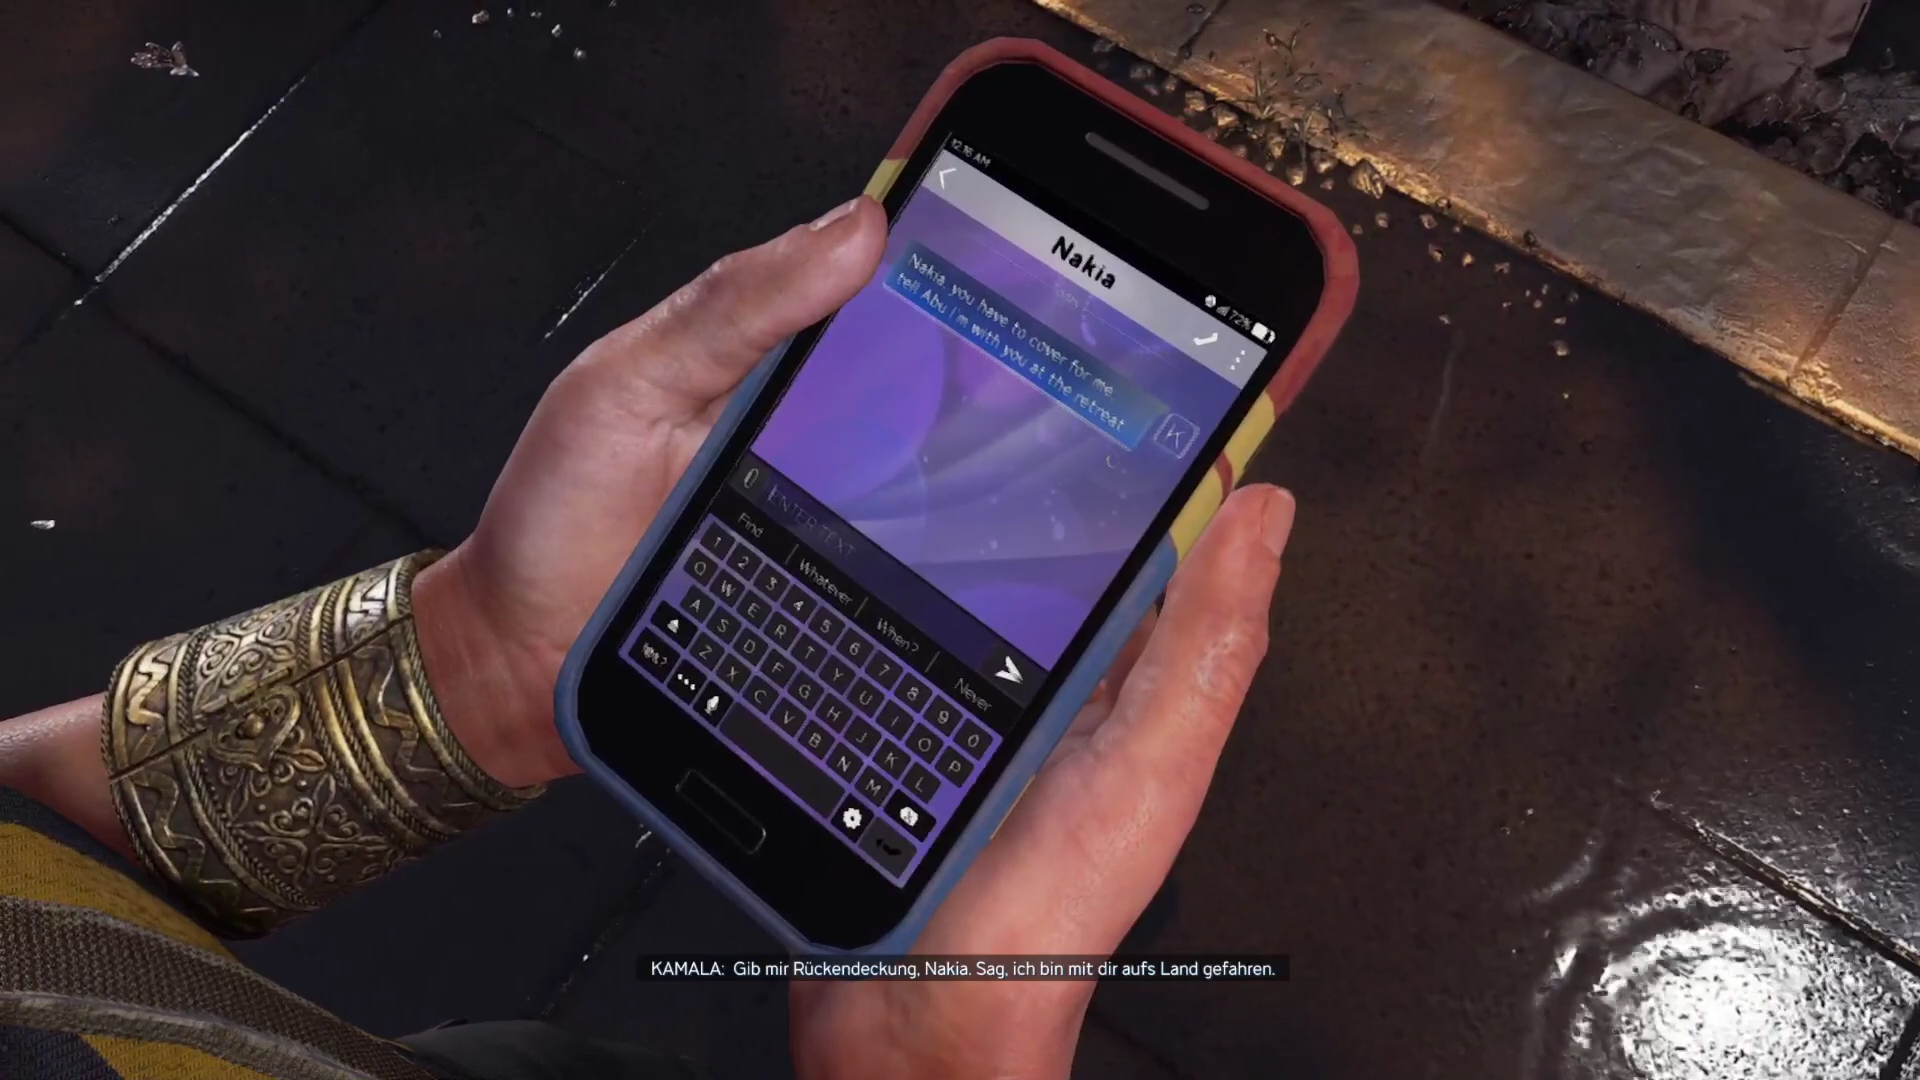 12:16 AM
72%
Nakia
Nakia, you have to cover for me.
tell Abu I'm with you at the retreat
K
ENTER TEXT
Find
Whatever
When?
Never
1 2 3 4 5 6 7 8 9 0
Q W E R T Y U I O P
A S D F G H J K L
Z X C V B N M
KAMALA: Gib mir Rückendeckung, Nakia. Sag, ich bin mit dir aufs Land gefahren.